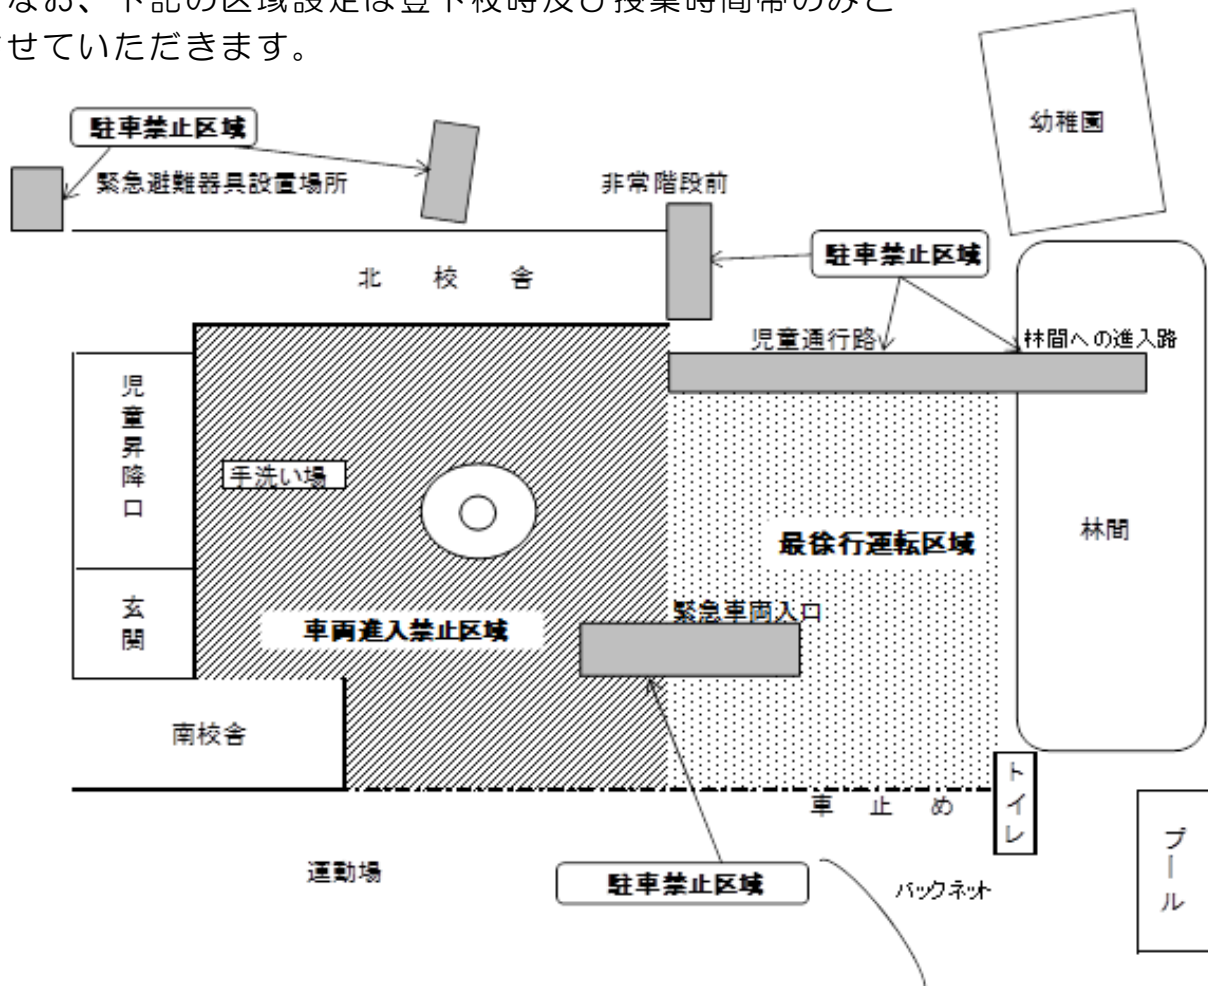 なお、下記の区域設定は登下校時及び授業時間帯のみと
せていただきます。
幼稚園
駐車禁止区域
緊急避難器具設置場所
非常階段前
駐車禁止区域
北校舎
児童通行路
林間への進入路
児童昇降口
手洗い場
最徐行運転区域
林間
玄関
緊急車両入口
車両進入禁止区域
南校舎
トイレ
車止め
プール
運動場
駐車禁止区域
バックネット